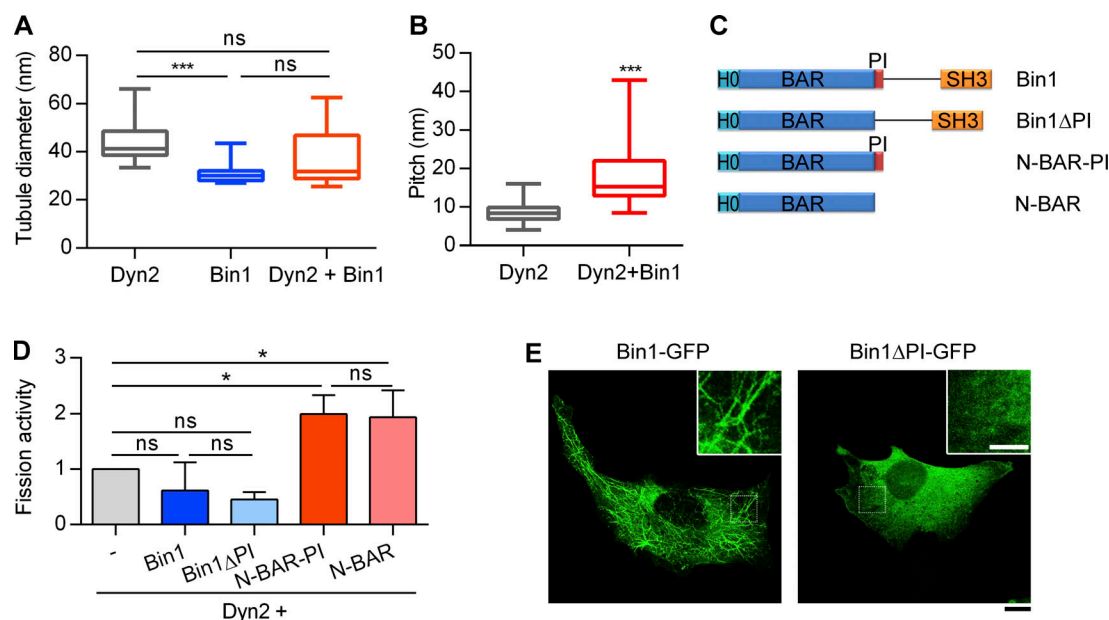 A
Tubule diameter (nm)
80
60
40
20
0
ns
***
ns
Dyn2
Bin1
Dyn2 + Bin1
B
Pitch (nm)
50
40
30
20
10
0
***
Dyn2
Dyn2+Bin1
C
PI
H0 BAR SH3 Bin1
H0 BAR SH3 Bin1ΔPI
PI
H0 BAR N-BAR-PI
H0 BAR N-BAR
D
Fission activity
3
2
1
0
*
*
ns
ns
ns
ns
-
Bin1
Bin1ΔPI
N-BAR-PI
N-BAR
Dyn2 +
E
Bin1-GFP
Bin1ΔPI-GFP